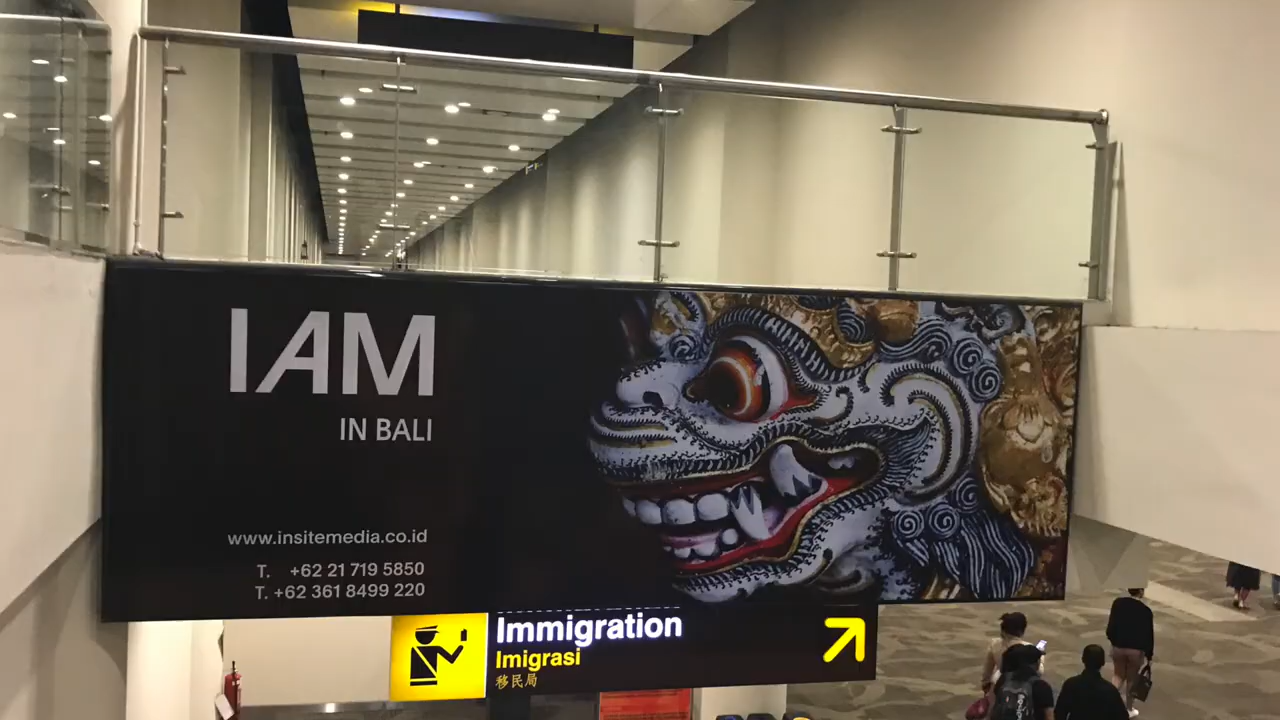 I AM
IN BALI
www.insitemedia.co.id
T. +62 21 719 5850
T. +62 361 8499 220
Immigration
Imigrasi
移民局